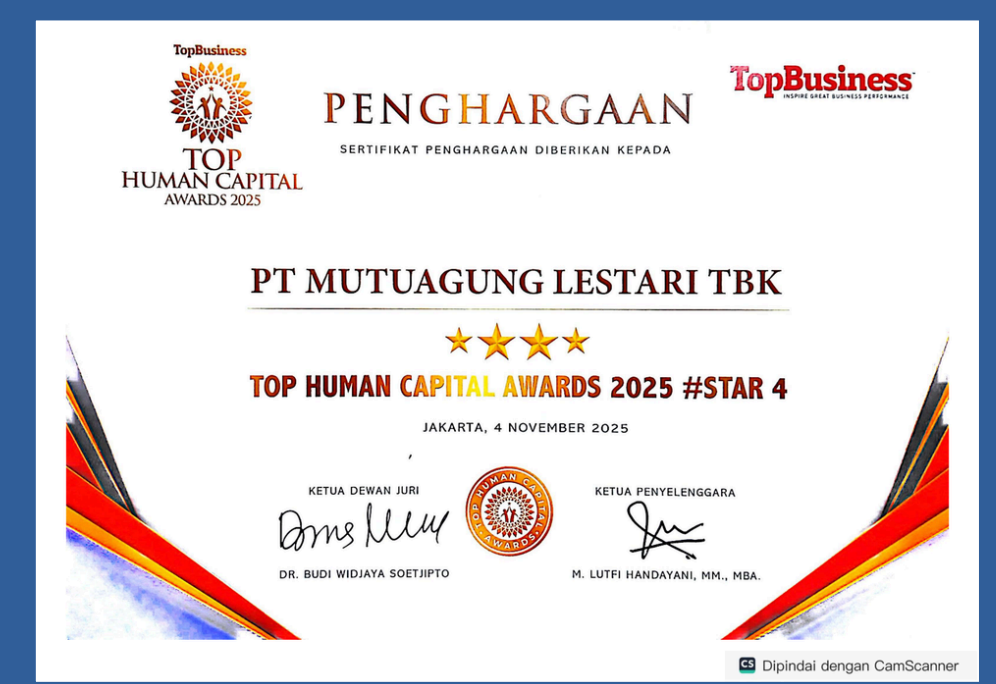 TopBusiness
TOP
HUMAN CAPITAL
AWARDS 2025
PENGHARGAAN
SERTIFIKAT PENGHARGAAN DIBERIKAN KEPADA
TopBusiness
INSPIRE GREAT BUSINESS PERFORMANCE
PT MUTUAGUNG LESTARI TBK
TOP HUMAN CAPITAL AWARDS 2025 #STAR 4
JAKARTA, 4 NOVEMBER 2025
KETUA DEWAN JURI
DR. BUDI WIDJAYA SOETJIPTO
TOP HUMAN CAPITAL
AWARDS
KETUA PENYELENGGARA
M. LUTFI HANDAYANI, MM., MBA.
CS Dipindai dengan CamScanner